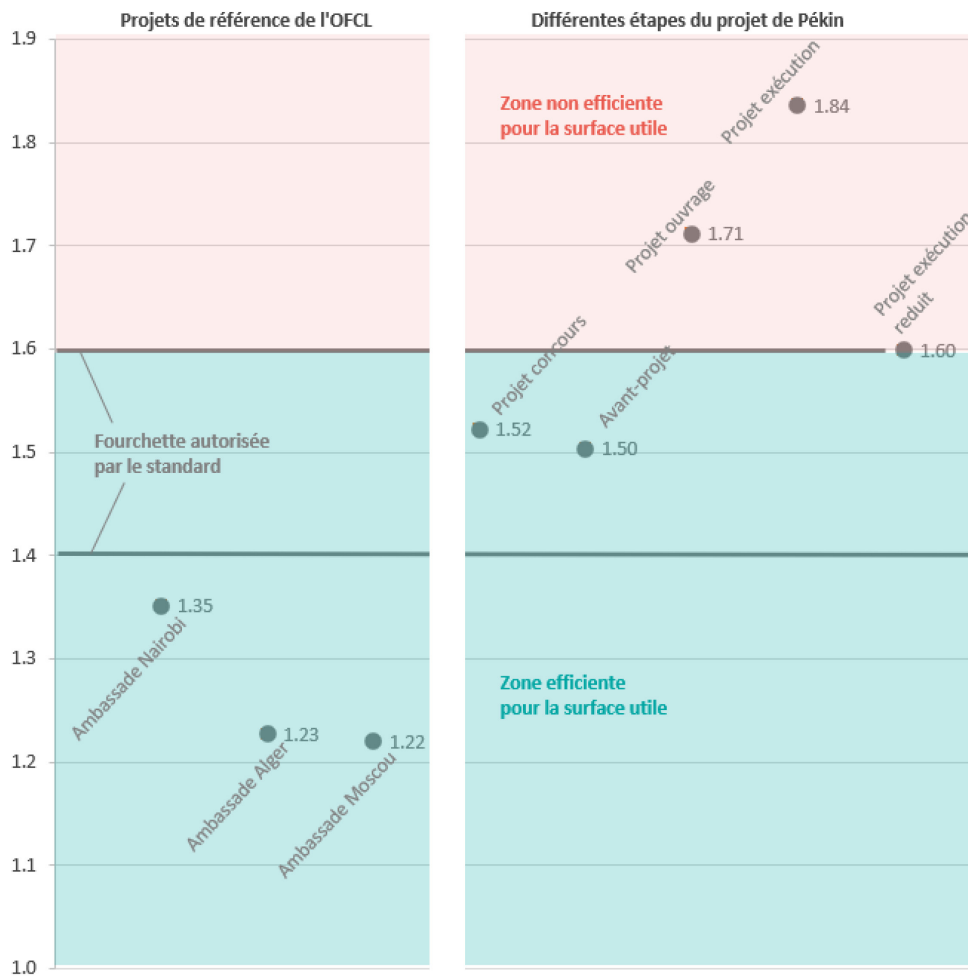 Projets de référence de l'OFCL
Différentes étapes du projet de Pékin
1.9
1.8
1.7
1.6
1.5
1.4
1.3
1.2
1.1
1.0
Fourchette autorisée
par le standard
1.35
Ambassade Nairobi
1.23
Ambassade Alger
1.22
Ambassade Moscou
Zone non efficiente
pour la surface utile
Projet exécution
1.84
Projet ouvrage
1.71
Projet exécution
reduit
1.60
Projet concours
1.52
Avant-projet
1.50
Zone efficiente
pour la surface utile